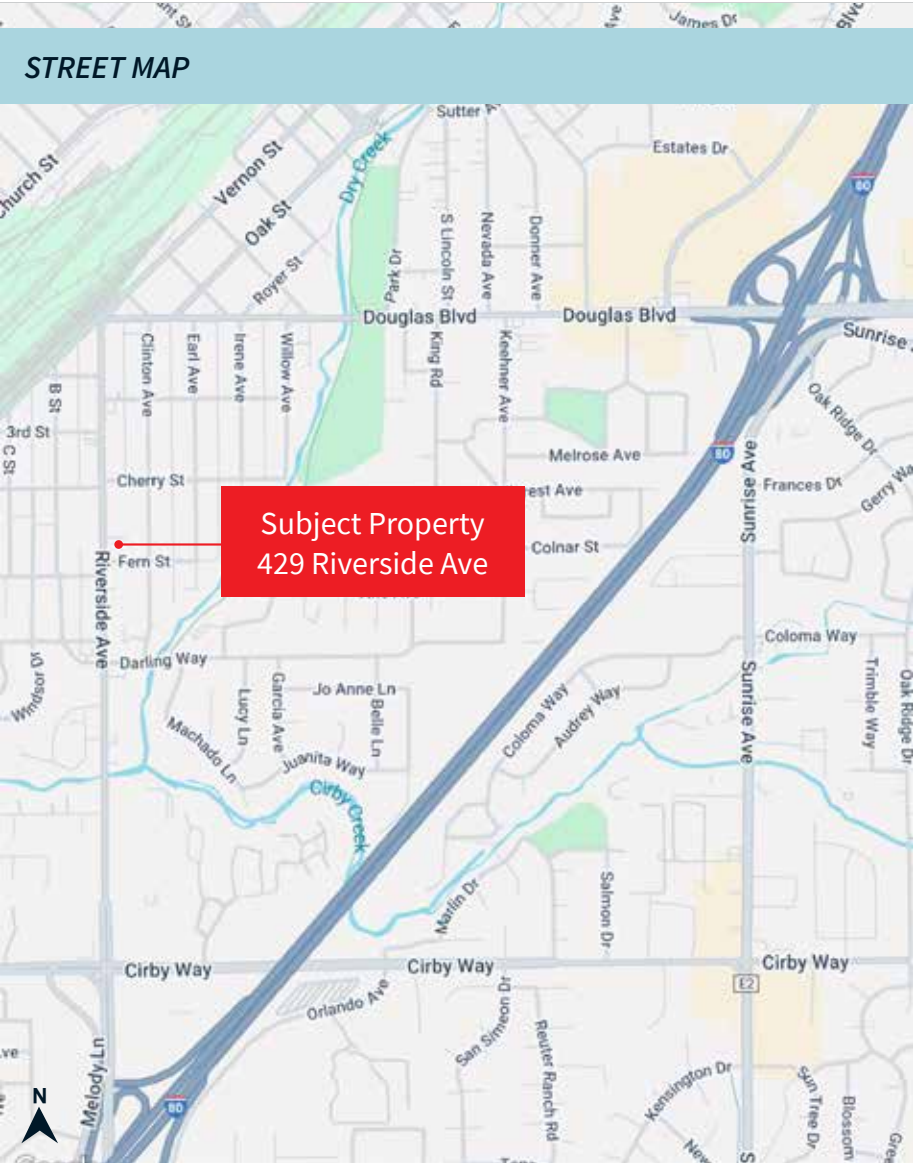 James Dr
STREET MAP
Sutter
Estates Dr
Church St
Vernon St
Oak St
Royer St
Dry Creek
Park Dr
S Lincoln St
Nevada Ave
Donner Ave
80
Douglas Blvd
Douglas Blvd
Sunrise
Clinton Ave
Earl Ave
Irene Ave
Willow Ave
King Rd
Keehner Ave
B St
3rd St
C St
Oak Ridge Dr
Melrose Ave
80
Sunrise Ave
Frances Dr
Gerry Wa
Cherry St
est Ave
Subject Property
429 Riverside Ave
Colnar St
Fern St
Riverside Ave
Darling Way
Windsor Dr
Lucy Ln
Garcia Ave
Jo Anne Ln
Belle Ln
Machado Ln
Juanita Way
Cirby Creek
Coloma Way
Audrey Way
Coloma Way
Sunrise Ave
Trimble Way
Oak Ridge Dr
Marlin Dr
Salmon Dr
Cirby Way
Cirby Way
Cirby Way
E2
Orlando Ave
San Simeon Dr
Reuter Ranch Rd
Melody Ln
80
N
Kensington Dr
Sun Tree Dr
Blossom